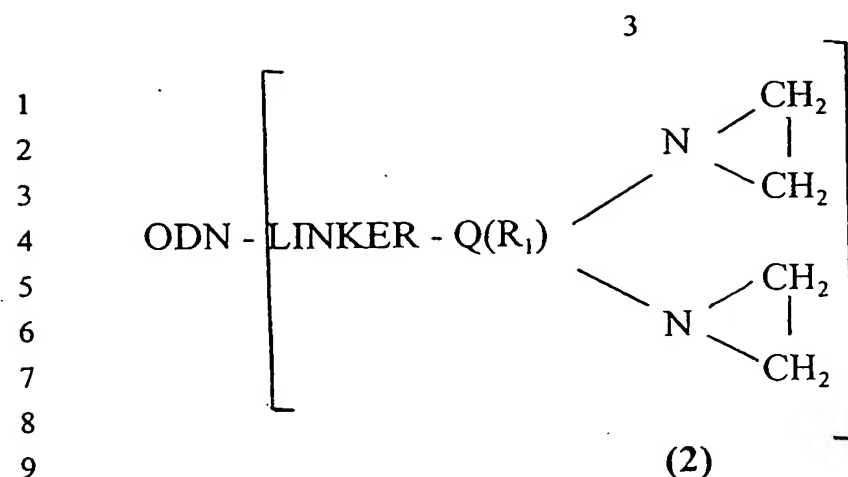 3
1 CH₂
2 N
3 CH₂
4 ODN - LINKER - Q(R₁)
5 CH₂
6 N
7 CH₂
8
9 (2)